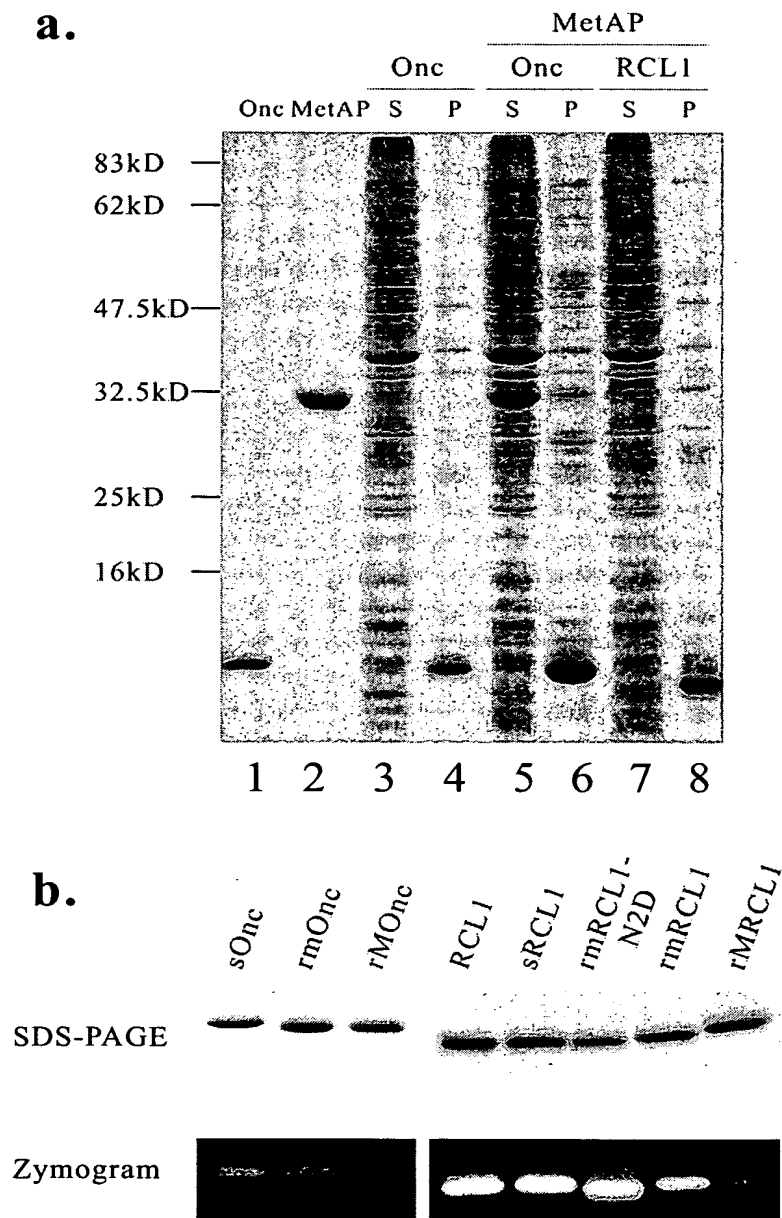 a.
MetAP
Onc Onc RCL1
Onc MetAP S P S P S P
83kD
62kD
47.5kD
32.5kD
25kD
16kD
1 2 3 4 5 6 7 8
b.
sOnc rmOnc rMOnc RCL1 sRCL1 rmRCL1-N2D rmRCL1 rMRCL1
SDS-PAGE
Zymogram